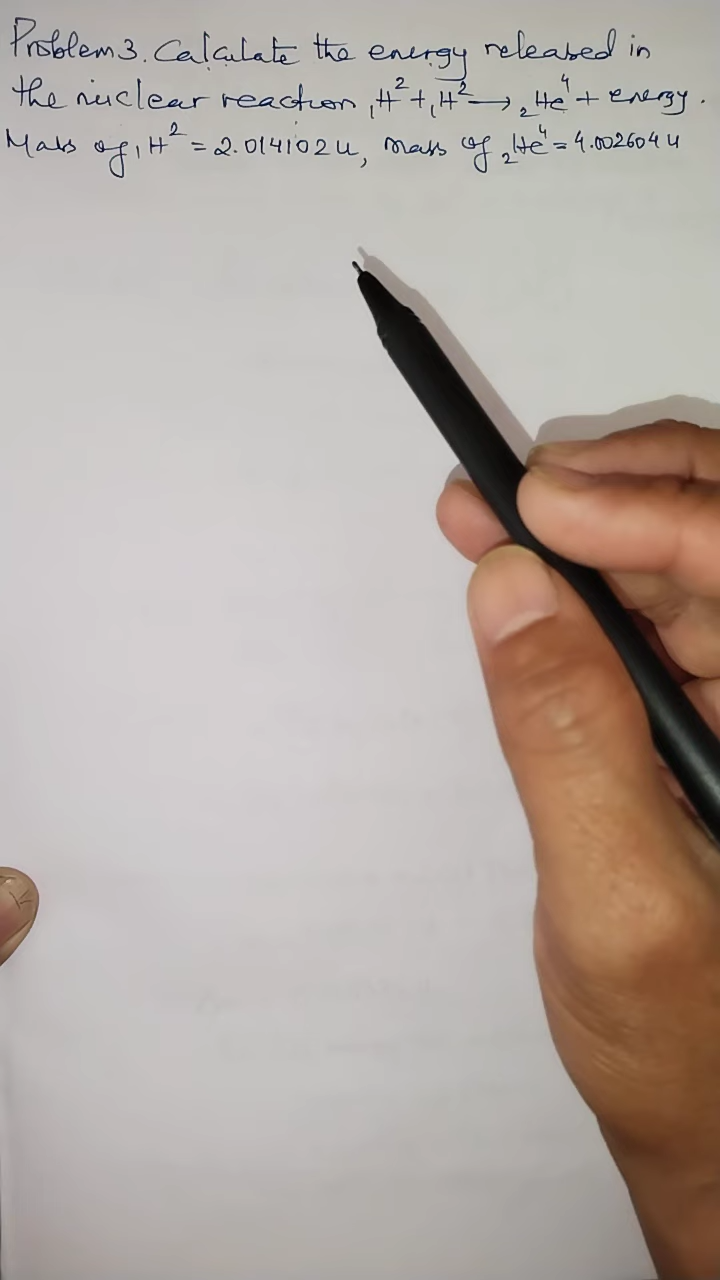 Problem 3. Calculate the energy released in
the nuclear reaction ₁H² + ₁H² → ₂He⁴ + energy.
Mass of ₁H² = 2.014102 u, mass of ₂He⁴ = 4.002604 u